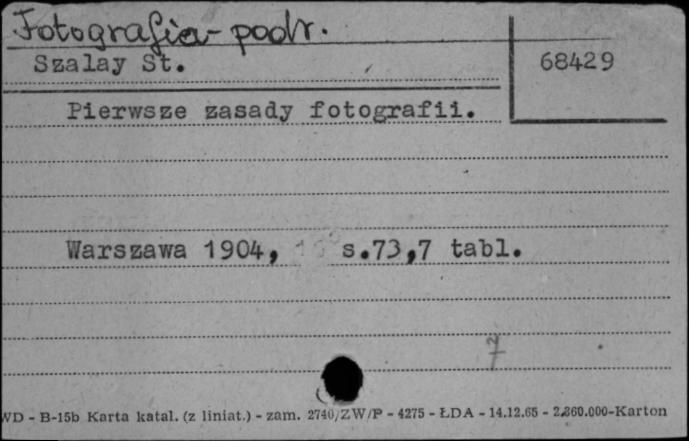 Fotografia - podr.
Szalay St.
68429
Pierwsze zasady fotografii.
Warszawa 1904, s.73,7 tabl.
7
WD - B-15b Karta katal. (z liniat.) - zam. 2740/ZW/P - 4275 - ŁDA - 14.12.65 - 2.360.000-Karton